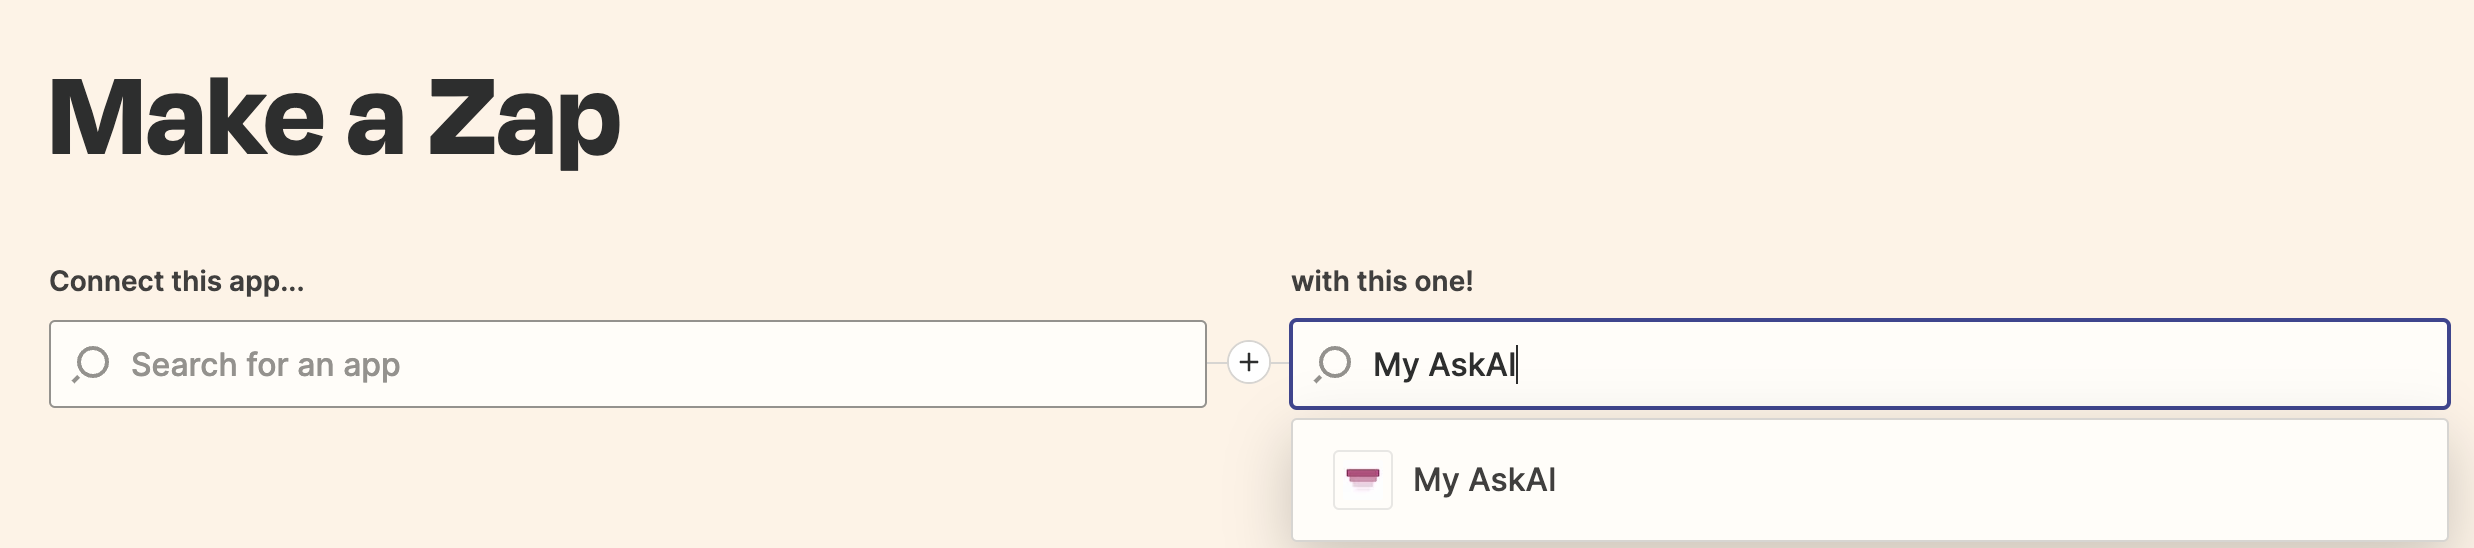 Make a Zap
Connect this app...
with this one!
Search for an app
My AskAI
My AskAI